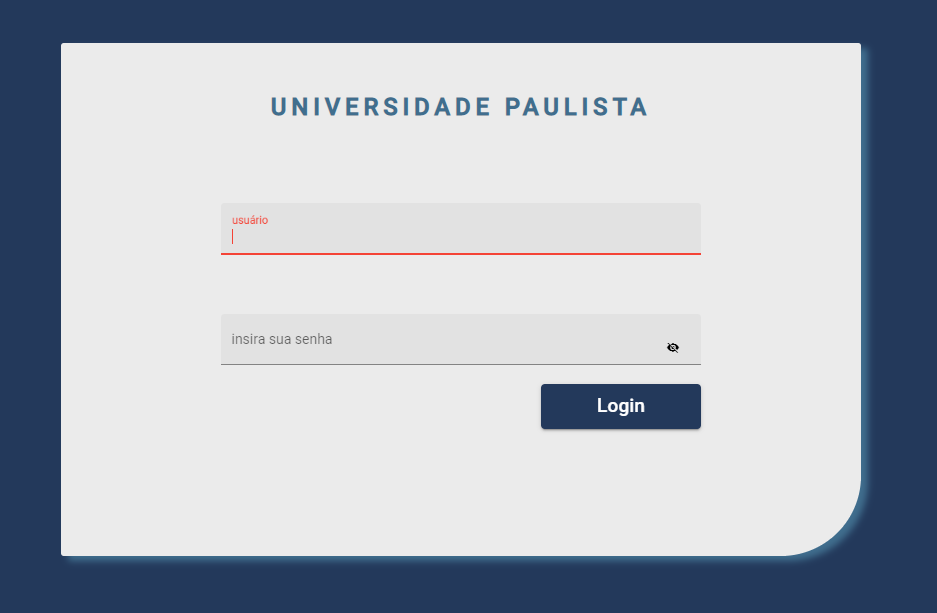 UNIVERSIDADE PAULISTA
usuário
insira sua senha
Login